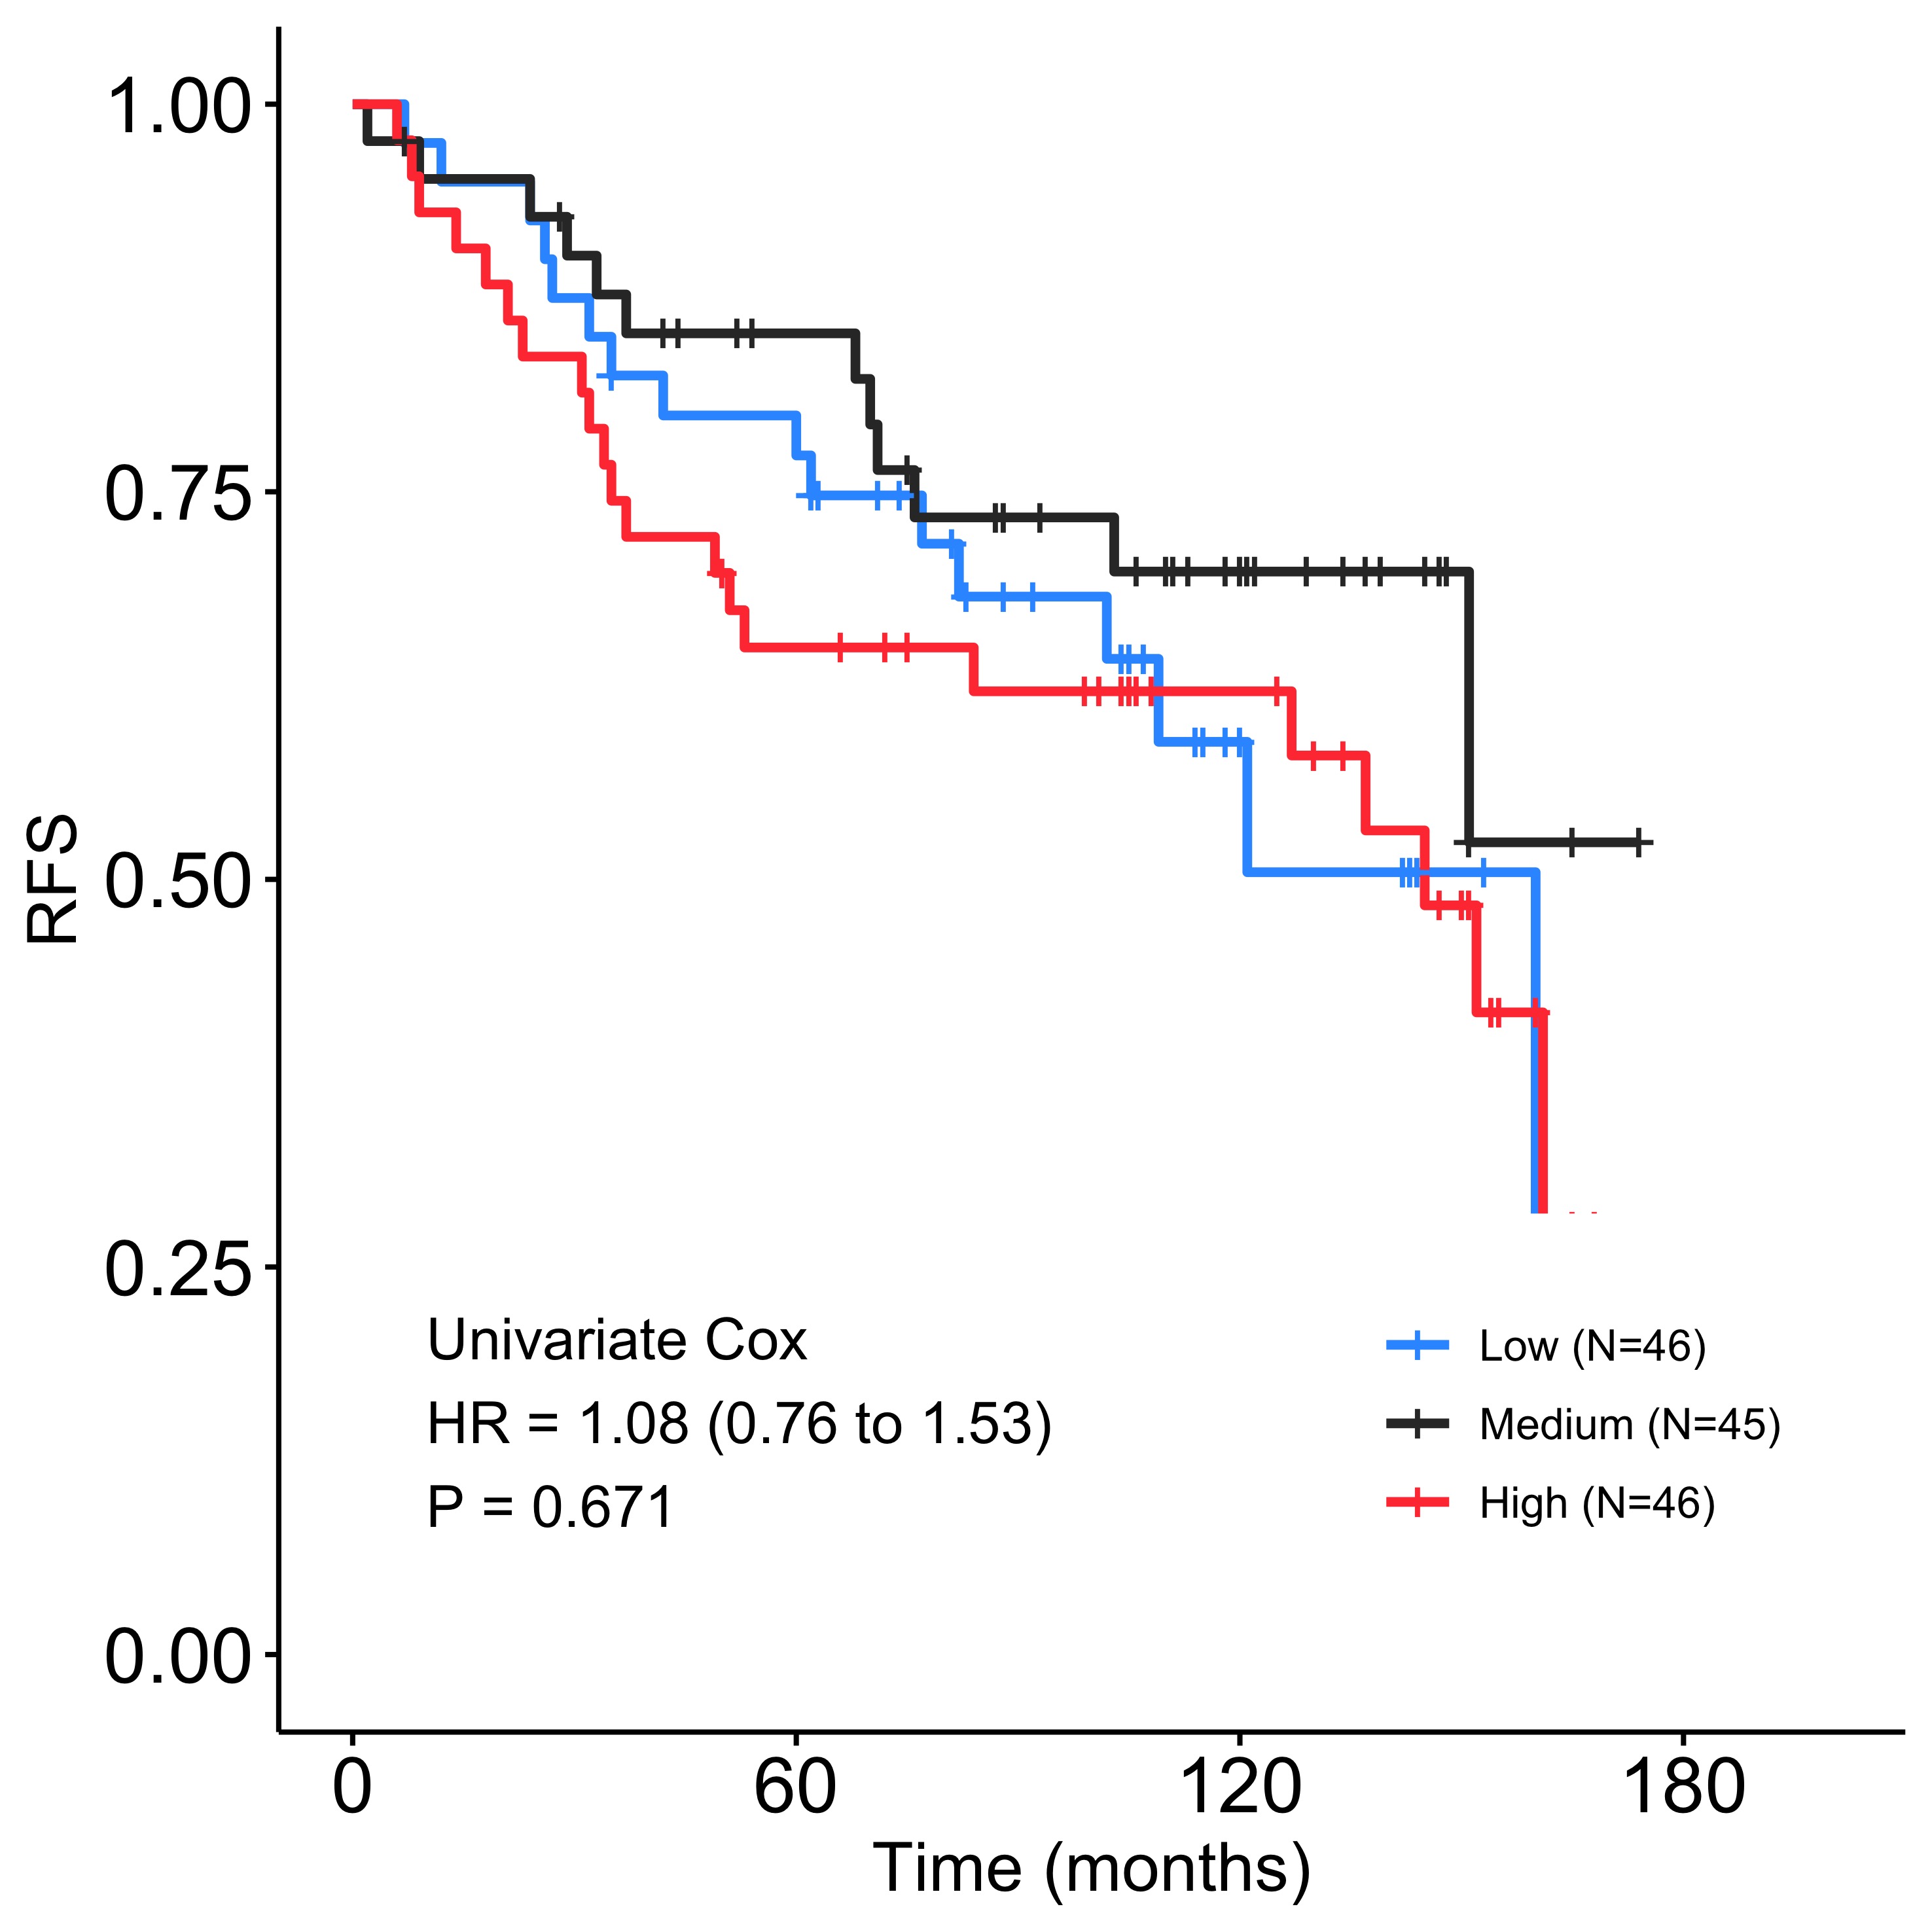 1.00
0.75
0.50
0.25
0.00
RFS
Univariate Cox
HR = 1.08 (0.76 to 1.53)
P = 0.671
Low (N=46)
Medium (N=45)
High (N=46)
0 60 120 180
Time (months)